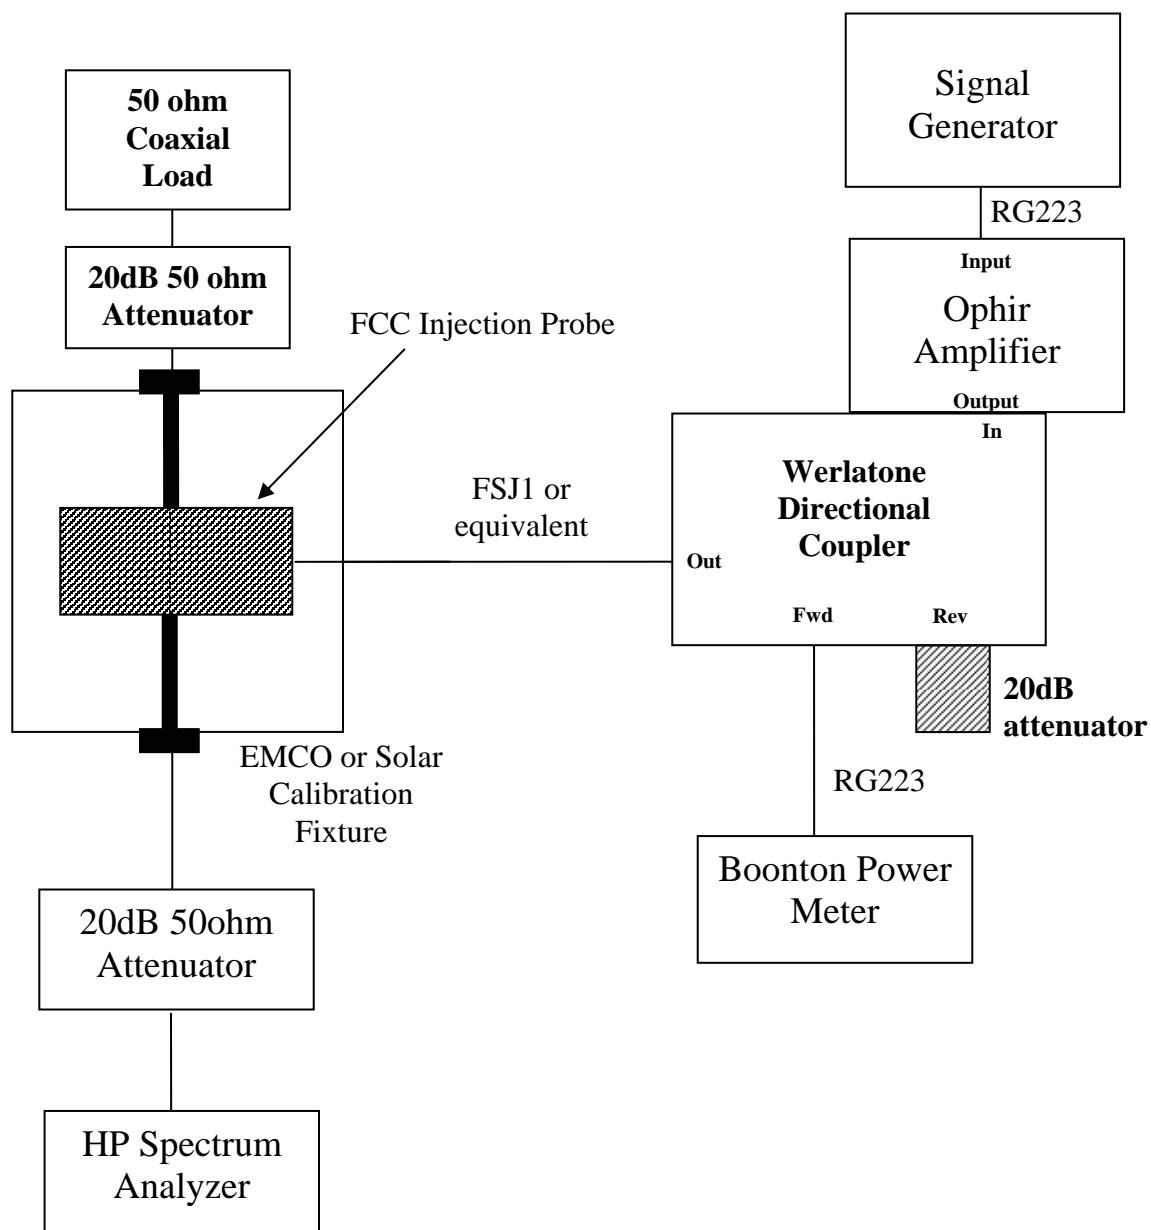 50 ohm
Coaxial
Load
20dB 50 ohm
Attenuator
FCC Injection Probe
Signal
Generator
RG223
Input
Ophir
Amplifier
Output
In
Werlatone
Directional
Coupler
Out
Fwd
Rev
FSJ1 or
equivalent
20dB
attenuator
EMCO or Solar
Calibration
Fixture
RG223
Boonton Power
Meter
20dB 50ohm
Attenuator
HP Spectrum
Analyzer